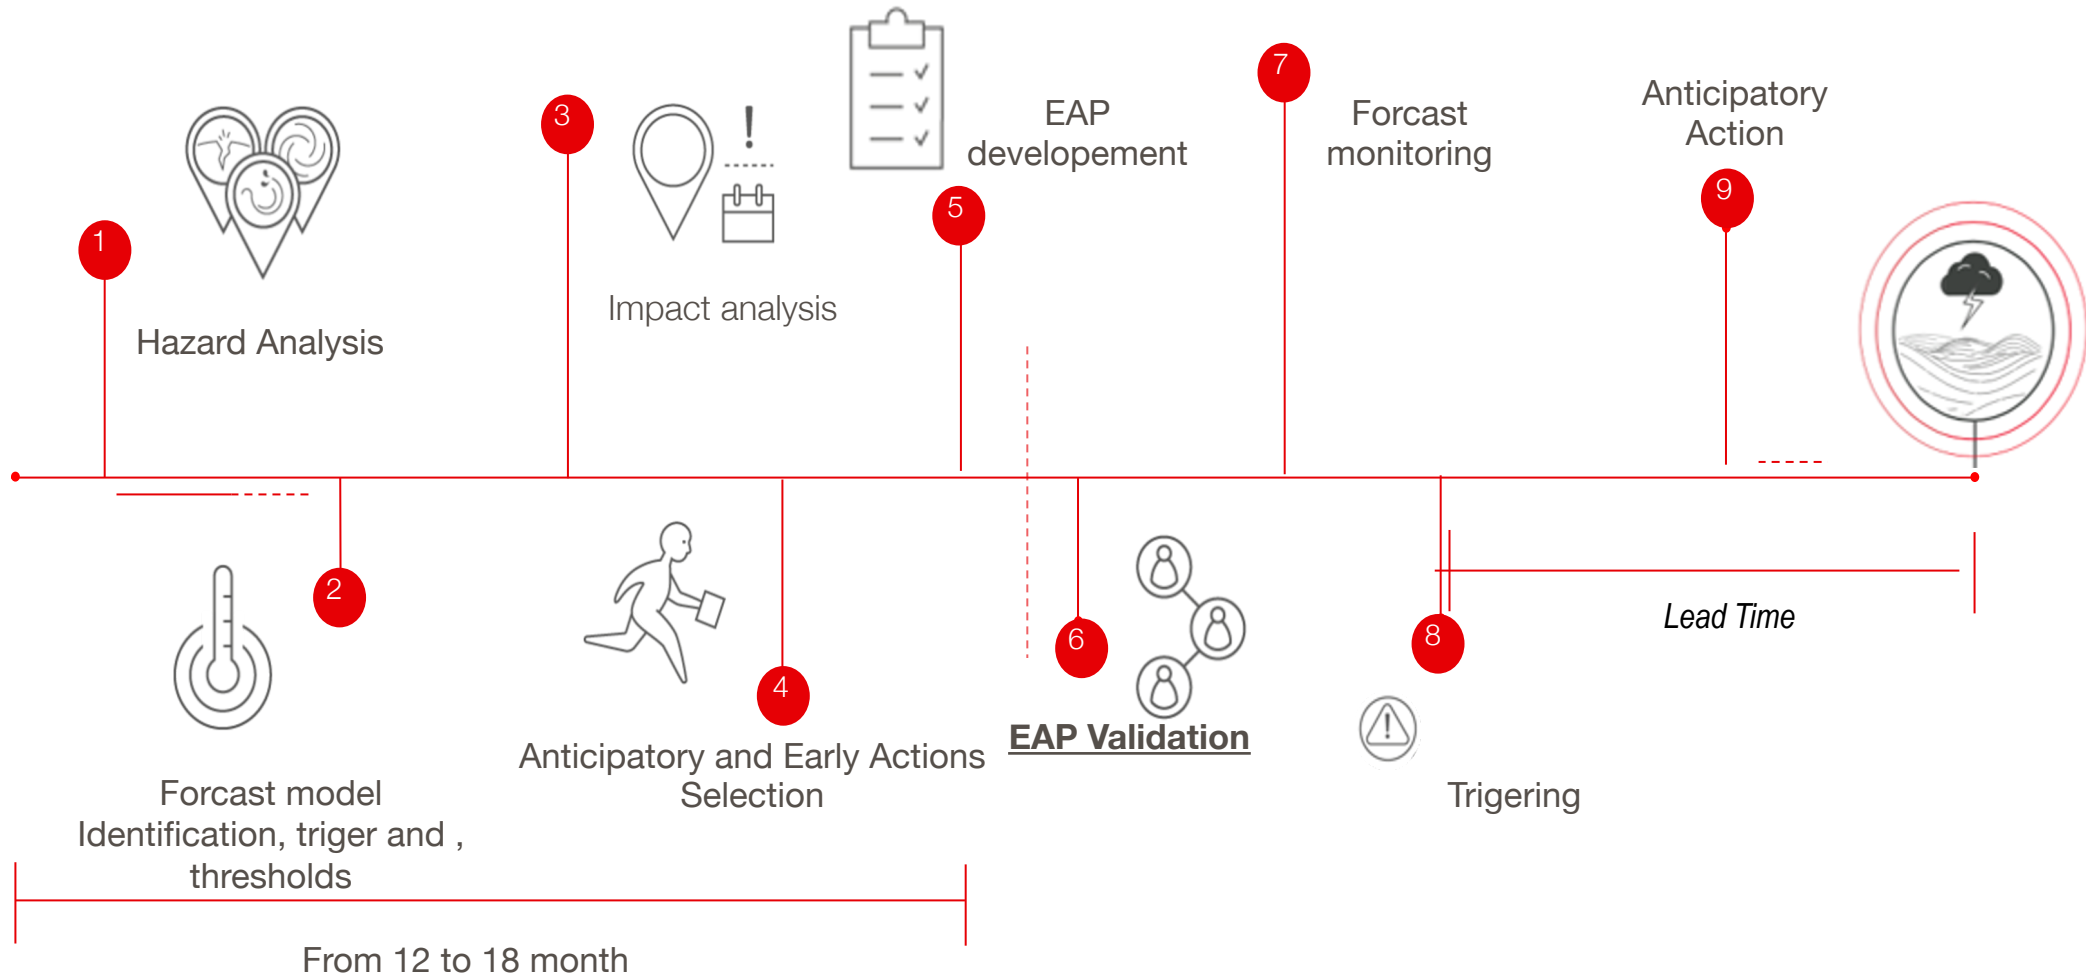 1
Hazard Analysis
2
Forcast model
Identification, triger and ,
thresholds
3
Impact analysis
4
Anticipatory and Early Actions
Selection
5
EAP
developement
6
EAP Validation
7
Forcast
monitoring
8
Trigering
9
Anticipatory
Action
Lead Time
From 12 to 18 month